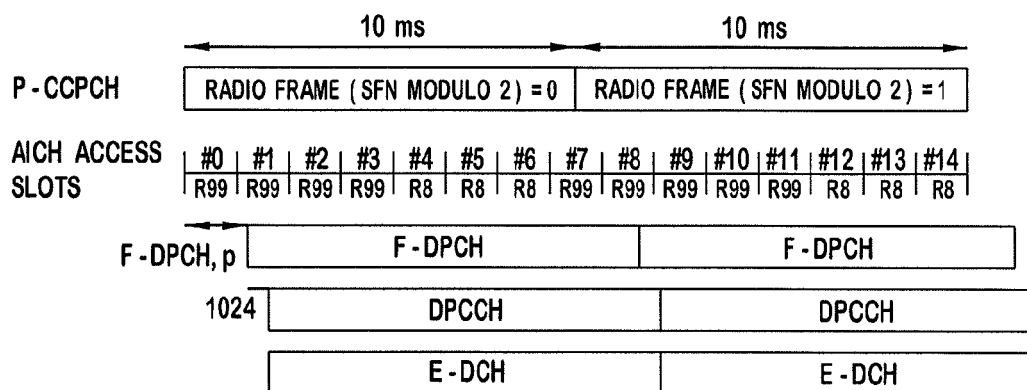 10 ms 10 ms
P-CCPCH RADIO FRAME (SFN MODULO 2) = 0 RADIO FRAME (SFN MODULO 2) = 1
AICH ACCESS SLOTS #0 #1 #2 #3 #4 #5 #6 #7 #8 #9 #10 #11 #12 #13 #14
R99 R99 R99 R99 R8 R8 R8 R99 R99 R99 R99 R99 R8 R8 R8
F-DPCH, p F-DPCH F-DPCH
1024 DPCCH DPCCH
E-DCH E-DCH